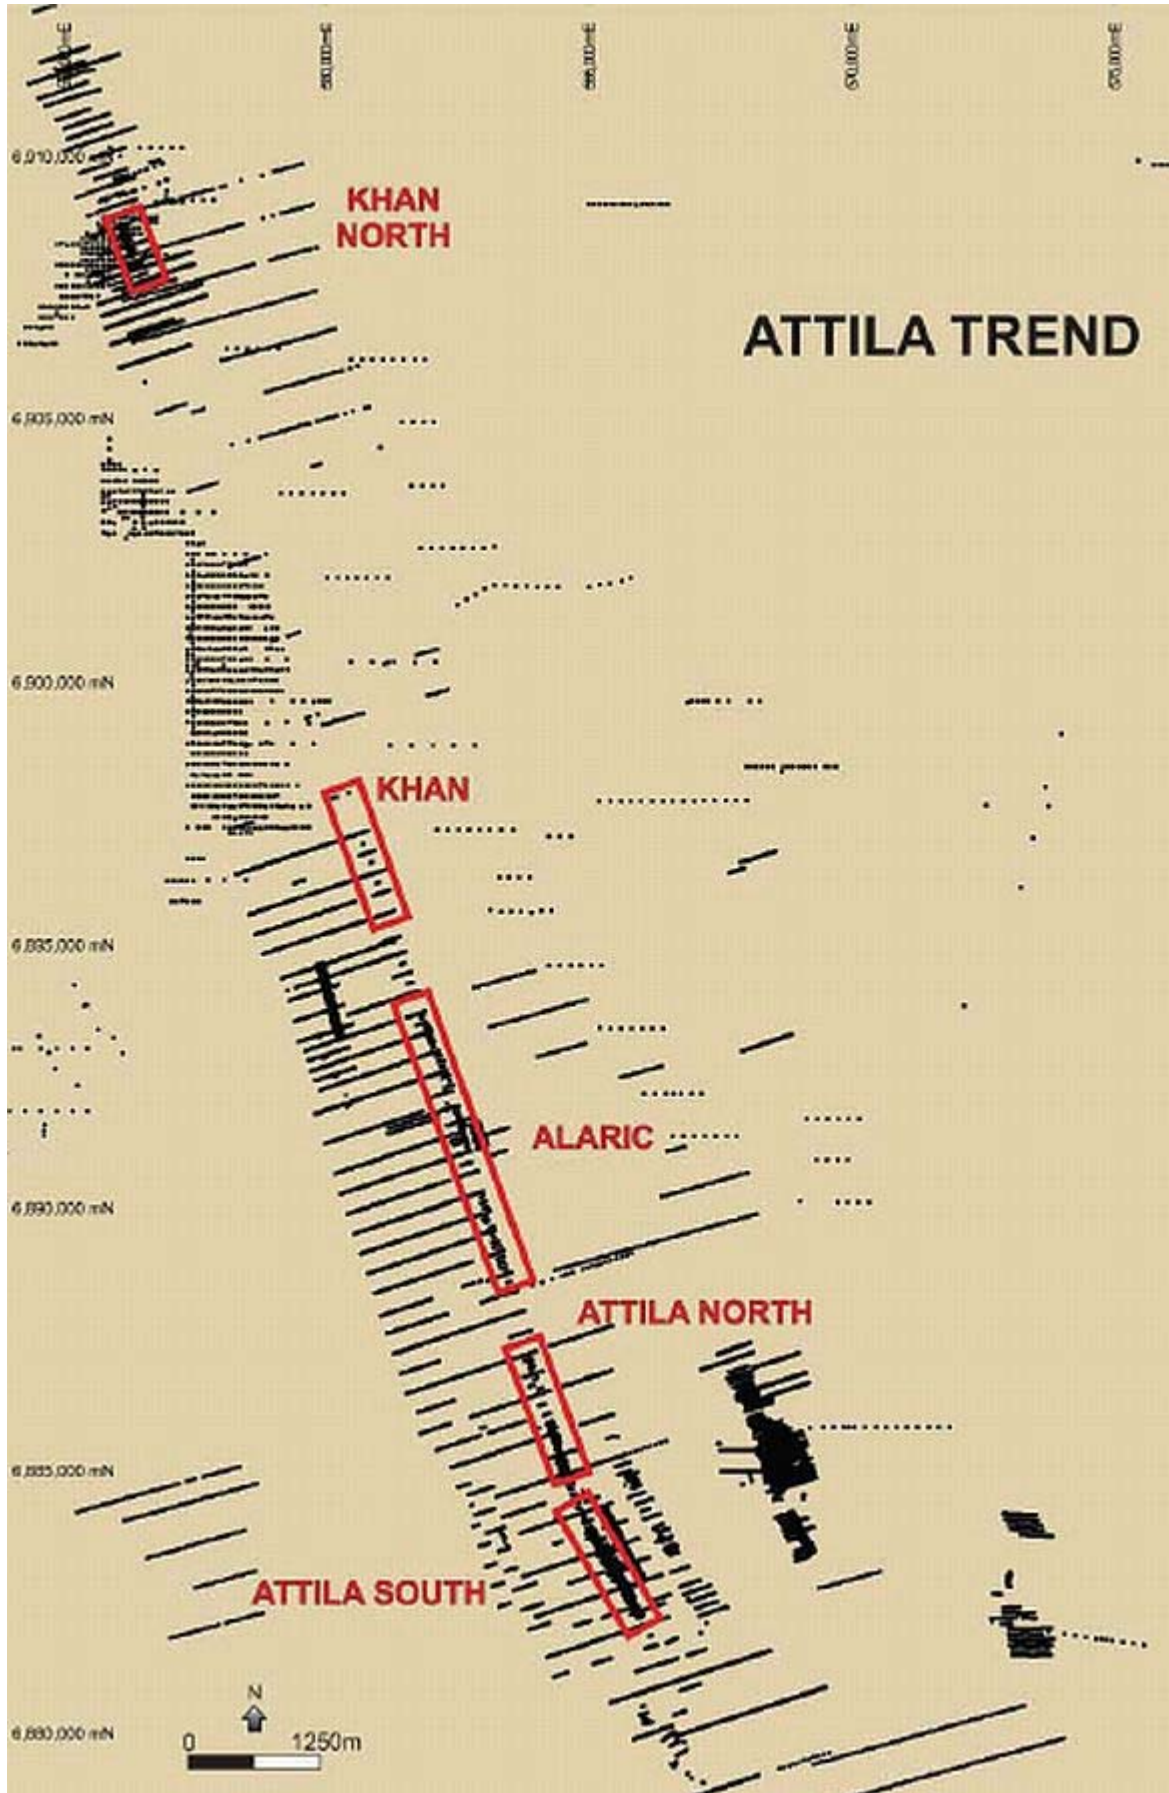 6,910,000 mN
KHAN
NORTH
ATTILA TREND
6,905,000 mN
6,900,000 mN
KHAN
6,895,000 mN
ALARIC
6,890,000 mN
ATTILA NORTH
6,885,000 mN
ATTILA SOUTH
N
0 1250m
6,880,000 mN